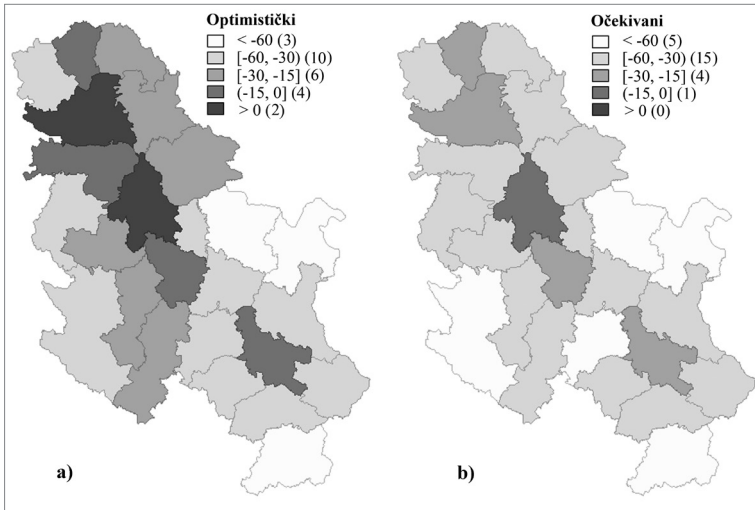 Optimistički
< -60 (3)
[-60, -30) (10)
[-30, -15] (6)
(-15, 0] (4)
> 0 (2)
a)
Očekivani
< -60 (5)
[-60, -30) (15)
[-30, -15] (4)
(-15, 0] (1)
> 0 (0)
b)